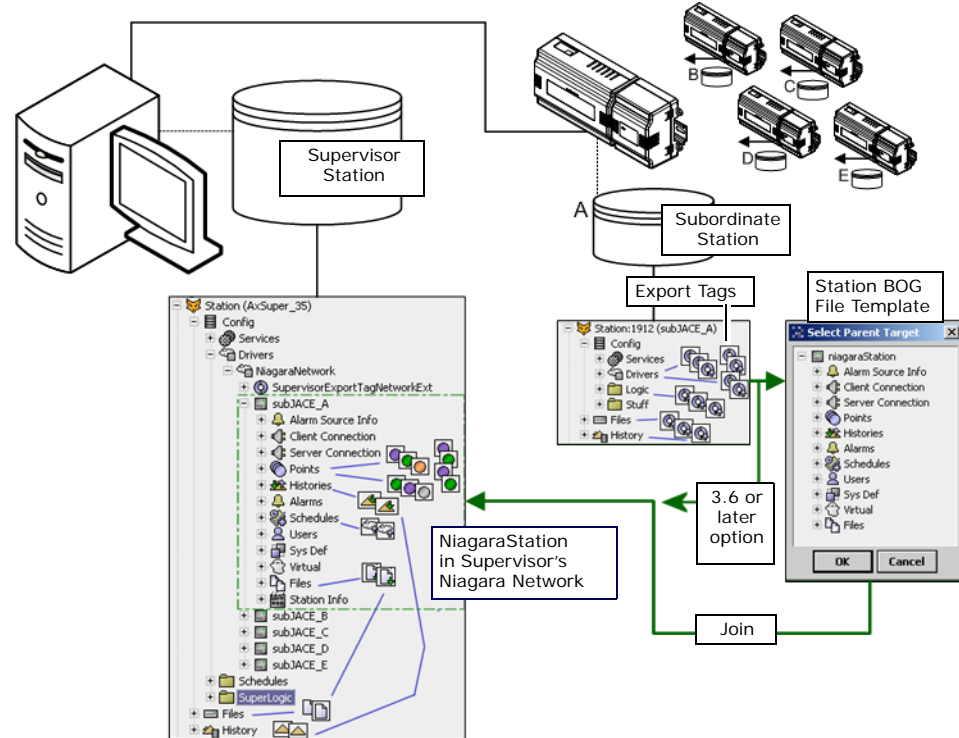 B
C
D
E
Supervisor
Station
A
Subordinate
Station
Export Tags
Station BOG
File Template
Station (AxSuper_35)
Config
Services
Drivers
NiagaraNetwork
SupervisorExportTagNetworkExt
subJACE_A
Alarm Source Info
Client Connection
Server Connection
Points
Histories
Alarms
Schedules
Users
Sys Def
Virtual
Files
Station Info
subJACE_B
subJACE_C
subJACE_D
subJACE_E
Schedules
SuperLogic
Files
History
Station:1912 (subJACE_A)
Config
Services
Drivers
Logic
Stuff
Files
History
Select Parent Target
niagaraStation
Alarm Source Info
Client Connection
Server Connection
Points
Histories
Alarms
Schedules
Users
Sys Def
Virtual
Files
OK
Cancel
3.6 or
later
option
NiagaraStation
in Supervisor's
Niagara Network
Join